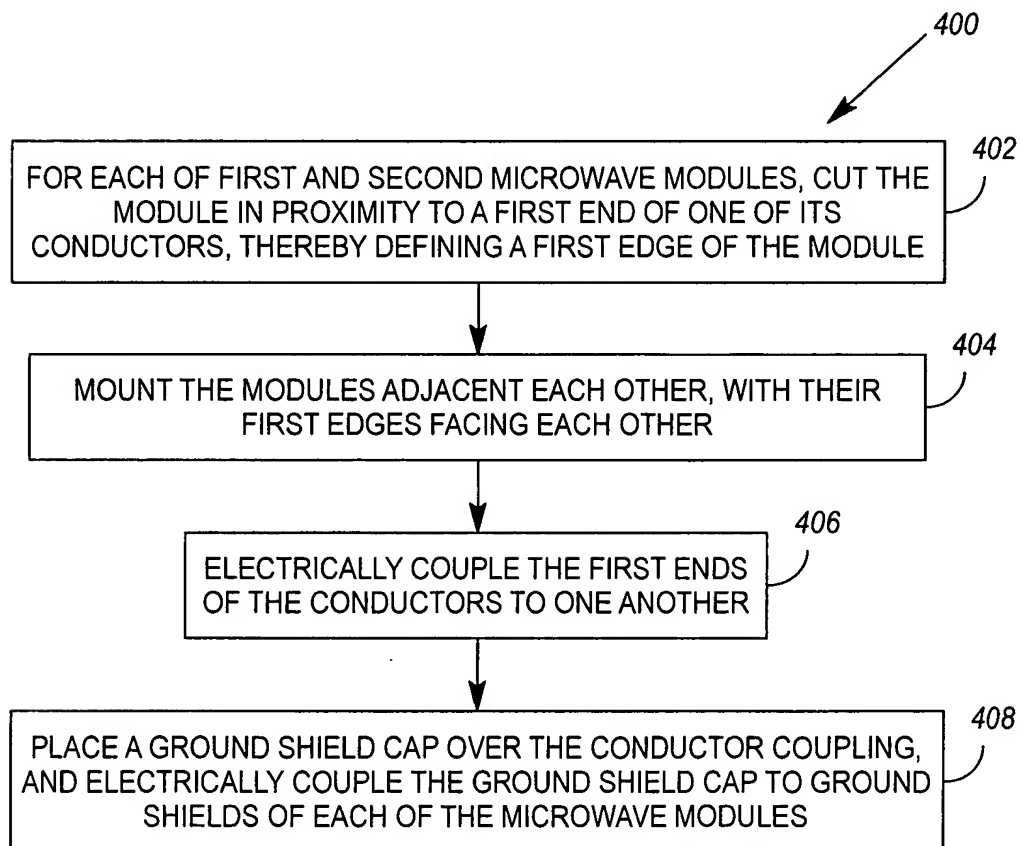 400
402
FOR EACH OF FIRST AND SECOND MICROWAVE MODULES, CUT THE
MODULE IN PROXIMITY TO A FIRST END OF ONE OF ITS
CONDUCTORS, THEREBY DEFINING A FIRST EDGE OF THE MODULE
404
MOUNT THE MODULES ADJACENT EACH OTHER, WITH THEIR
FIRST EDGES FACING EACH OTHER
406
ELECTRICALLY COUPLE THE FIRST ENDS
OF THE CONDUCTORS TO ONE ANOTHER
408
PLACE A GROUND SHIELD CAP OVER THE CONDUCTOR COUPLING,
AND ELECTRICALLY COUPLE THE GROUND SHIELD CAP TO GROUND
SHIELDS OF EACH OF THE MICROWAVE MODULES